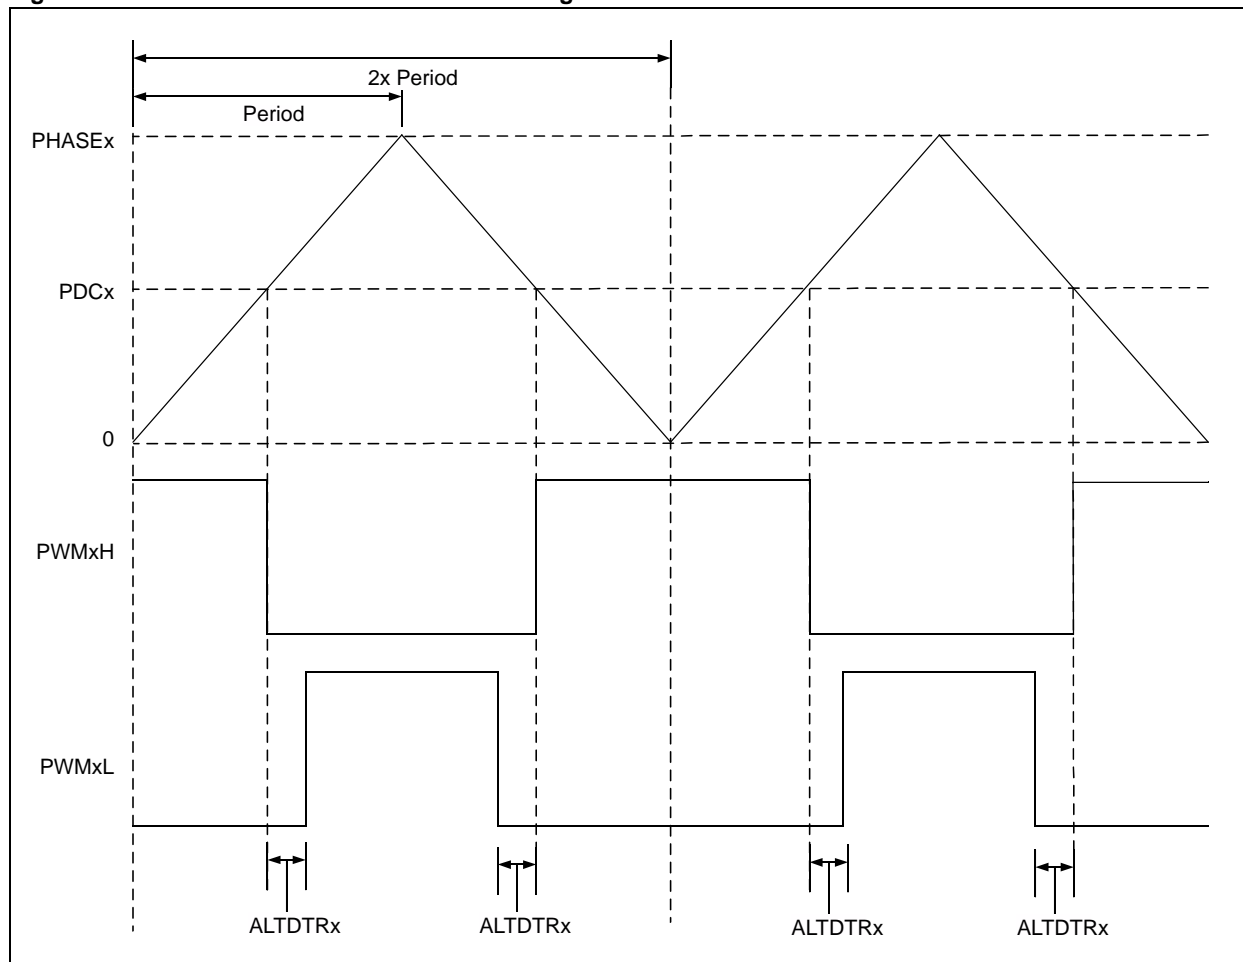 2x Period
Period
PHASEx
PDCx
0
PWMxH
PWMxL
ALTDTRx
ALTDTRx
ALTDTRx
ALTDTRx